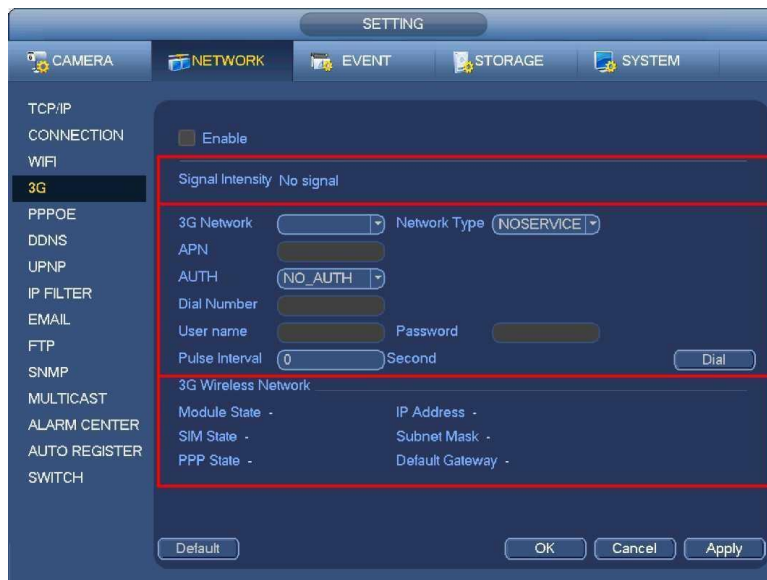 SETTING
CAMERA NETWORK EVENT STORAGE SYSTEM
TCP/IP
CONNECTION
WIFI
3G
PPPOE
DDNS
UPNP
IP FILTER
EMAIL
FTP
SNMP
MULTICAST
ALARM CENTER
AUTO REGISTER
SWITCH
Enable
Signal Intensity No signal
3G Network Network Type NOSERVICE
APN
AUTH NO_AUTH
Dial Number
User name Password
Pulse Interval 0 Second Dial
3G Wireless Network
Module State - IP Address -
SIM State - Subnet Mask -
PPP State - Default Gateway -
Default OK Cancel Apply